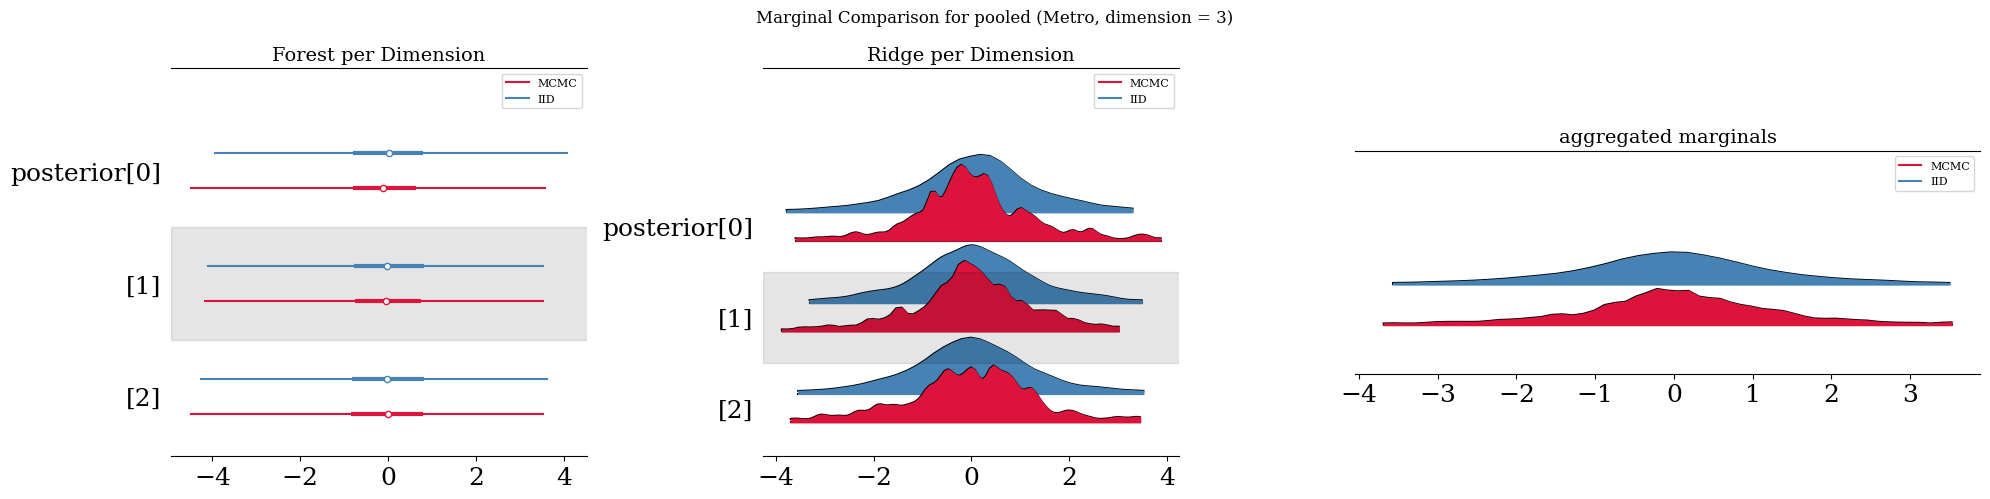 Marginal Comparison for pooled (Metro, dimension = 3)
Forest per Dimension
MCMC
IID
posterior[0]
[1]
[2]
−4 −2 0 2 4
Ridge per Dimension
MCMC
IID
posterior[0]
[1]
[2]
−4 −2 0 2 4
aggregated marginals
MCMC
IID
−4 −3 −2 −1 0 1 2 3